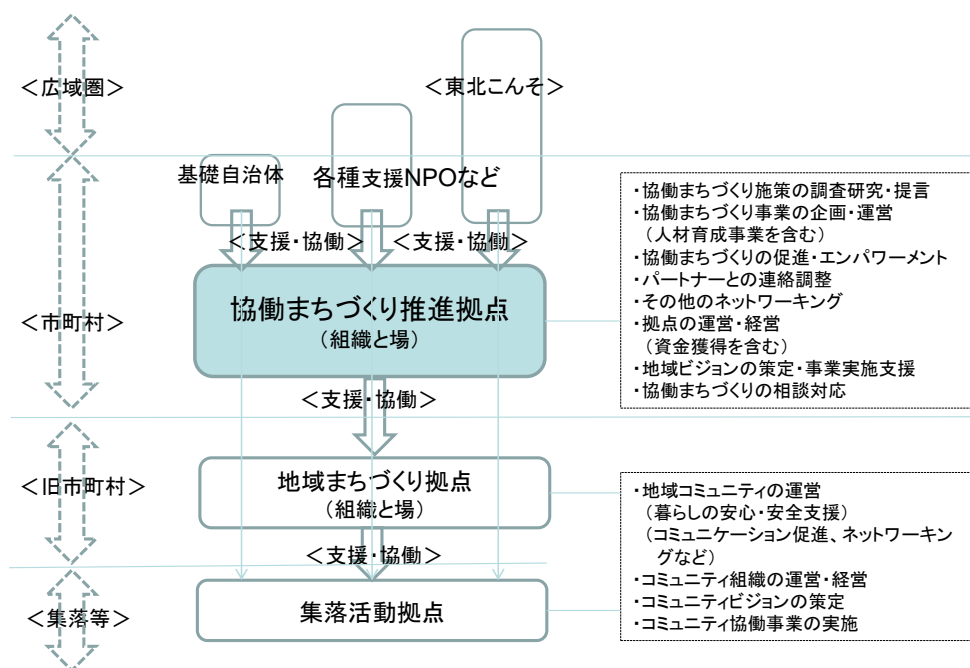 ＜広域圏＞
＜東北こんそ＞
基礎自治体
各種支援NPOなど
＜支援・協働＞
＜支援・協働＞
＜市町村＞
協働まちづくり推進拠点
（組織と場）
・協働まちづくり施策の調査研究・提言
・協働まちづくり事業の企画・運営
（人材育成事業を含む）
・協働まちづくりの促進・エンパワーメント
・パートナーとの連絡調整
・その他のネットワーキング
・拠点の運営・経営
（資金獲得を含む）
・地域ビジョンの策定・事業実施支援
・協働まちづくりの相談対応
＜支援・協働＞
＜旧市町村＞
地域まちづくり拠点
（組織と場）
・地域コミュニティの運営
（暮らしの安心・安全支援）
（コミュニケーション促進、ネットワーキン
グなど）
・コミュニティ組織の運営・経営
・コミュニティビジョンの策定
・コミュニティ協働事業の実施
＜支援・協働＞
＜集落等＞
集落活動拠点